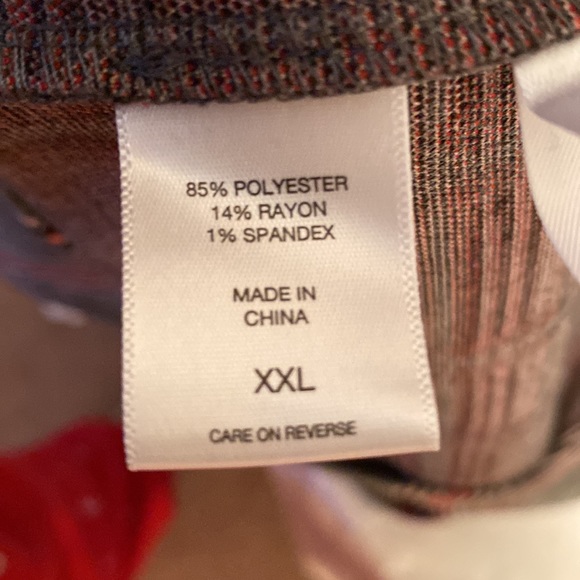 85% POLYESTER
14% RAYON
1% SPANDEX
MADE IN
CHINA
XXL
CARE ON REVERSE